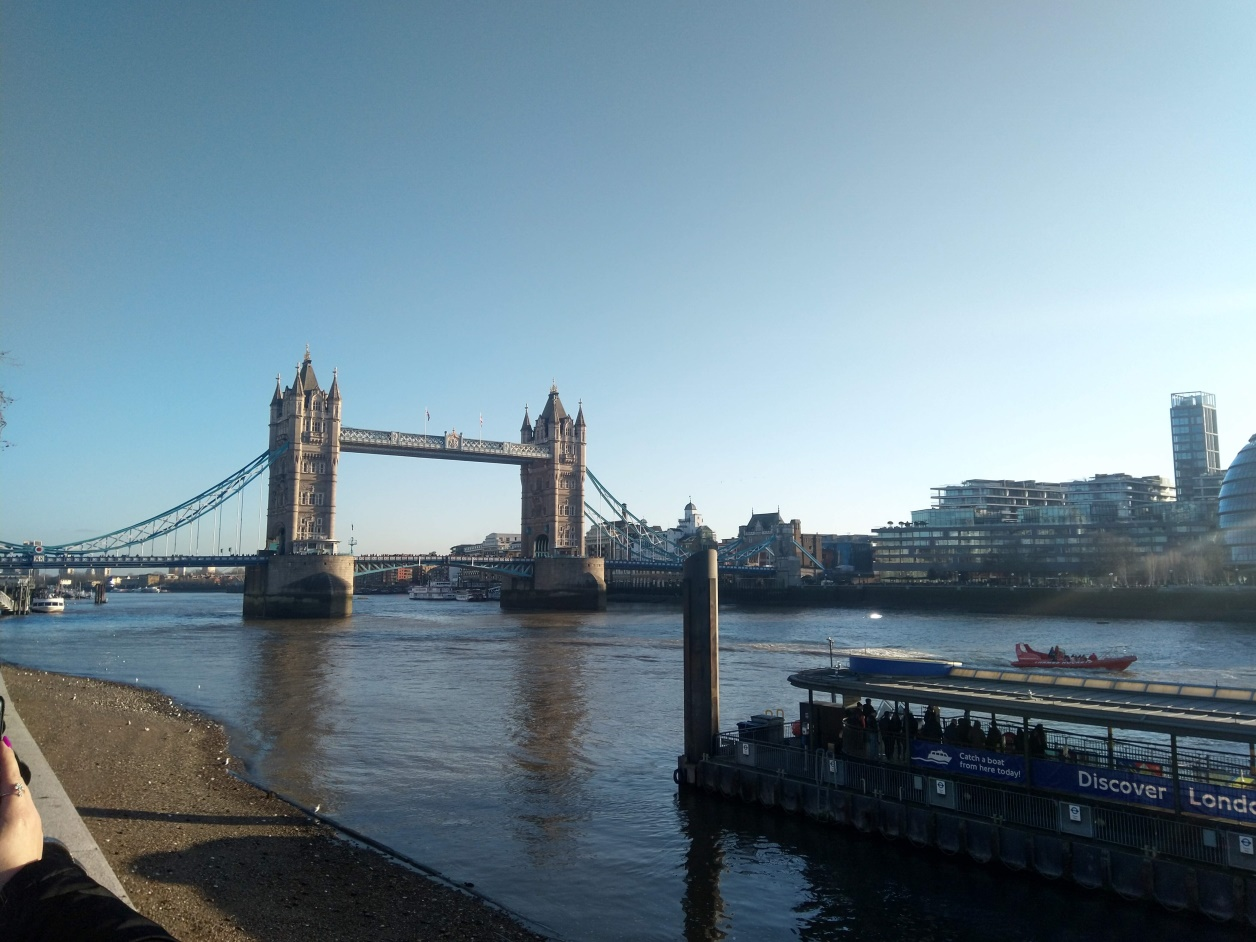 Catch a boat
from here today!
Discover
Londo